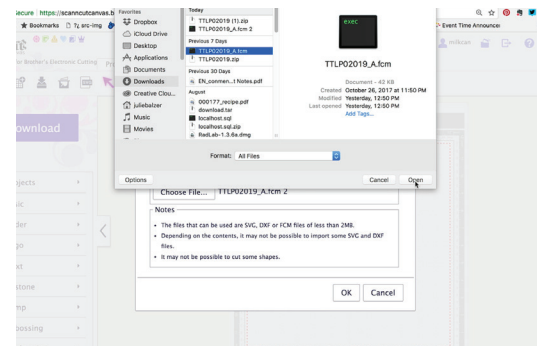 Secure https://scanncutcanvas.b
Bookmarks src-img
Event Time Announcer
Favorites
Dropbox
Cloud Drive
Desktop
Applications
Documents
Downloads
Creative Clou...
juliebalzer
Music
Movies
Today
TTLP02019 (1).zip
TTLP02019_A.fcm 2
Previous 7 Days
TTLP02019_A.fcm
TTLP02019.zip
Previous 30 Days
EN_conmen...t Notes.pdf
August
000177_recipe.pdf
download.tar
localhost.sql
localhost.sql.zip
RadLab-1.3.6a.dmg
exec
TTLP02019_A.fcm
Document - 42 KB
Created October 26, 2017 at 11:50 PM
Modified Yesterday, 12:50 PM
Last opened Yesterday, 12:50 PM
Add Tags...
Format: All Files
Options
Cancel Open
Choose File... TTLP02019_A.fcm 2
Notes
• The files that can be used are SVG, DXF or FCM files of less than 2MB.
• Depending on the contents, it may not be possible to import some SVG and DXF
files.
• It may not be possible to cut some shapes.
OK Cancel
ownload